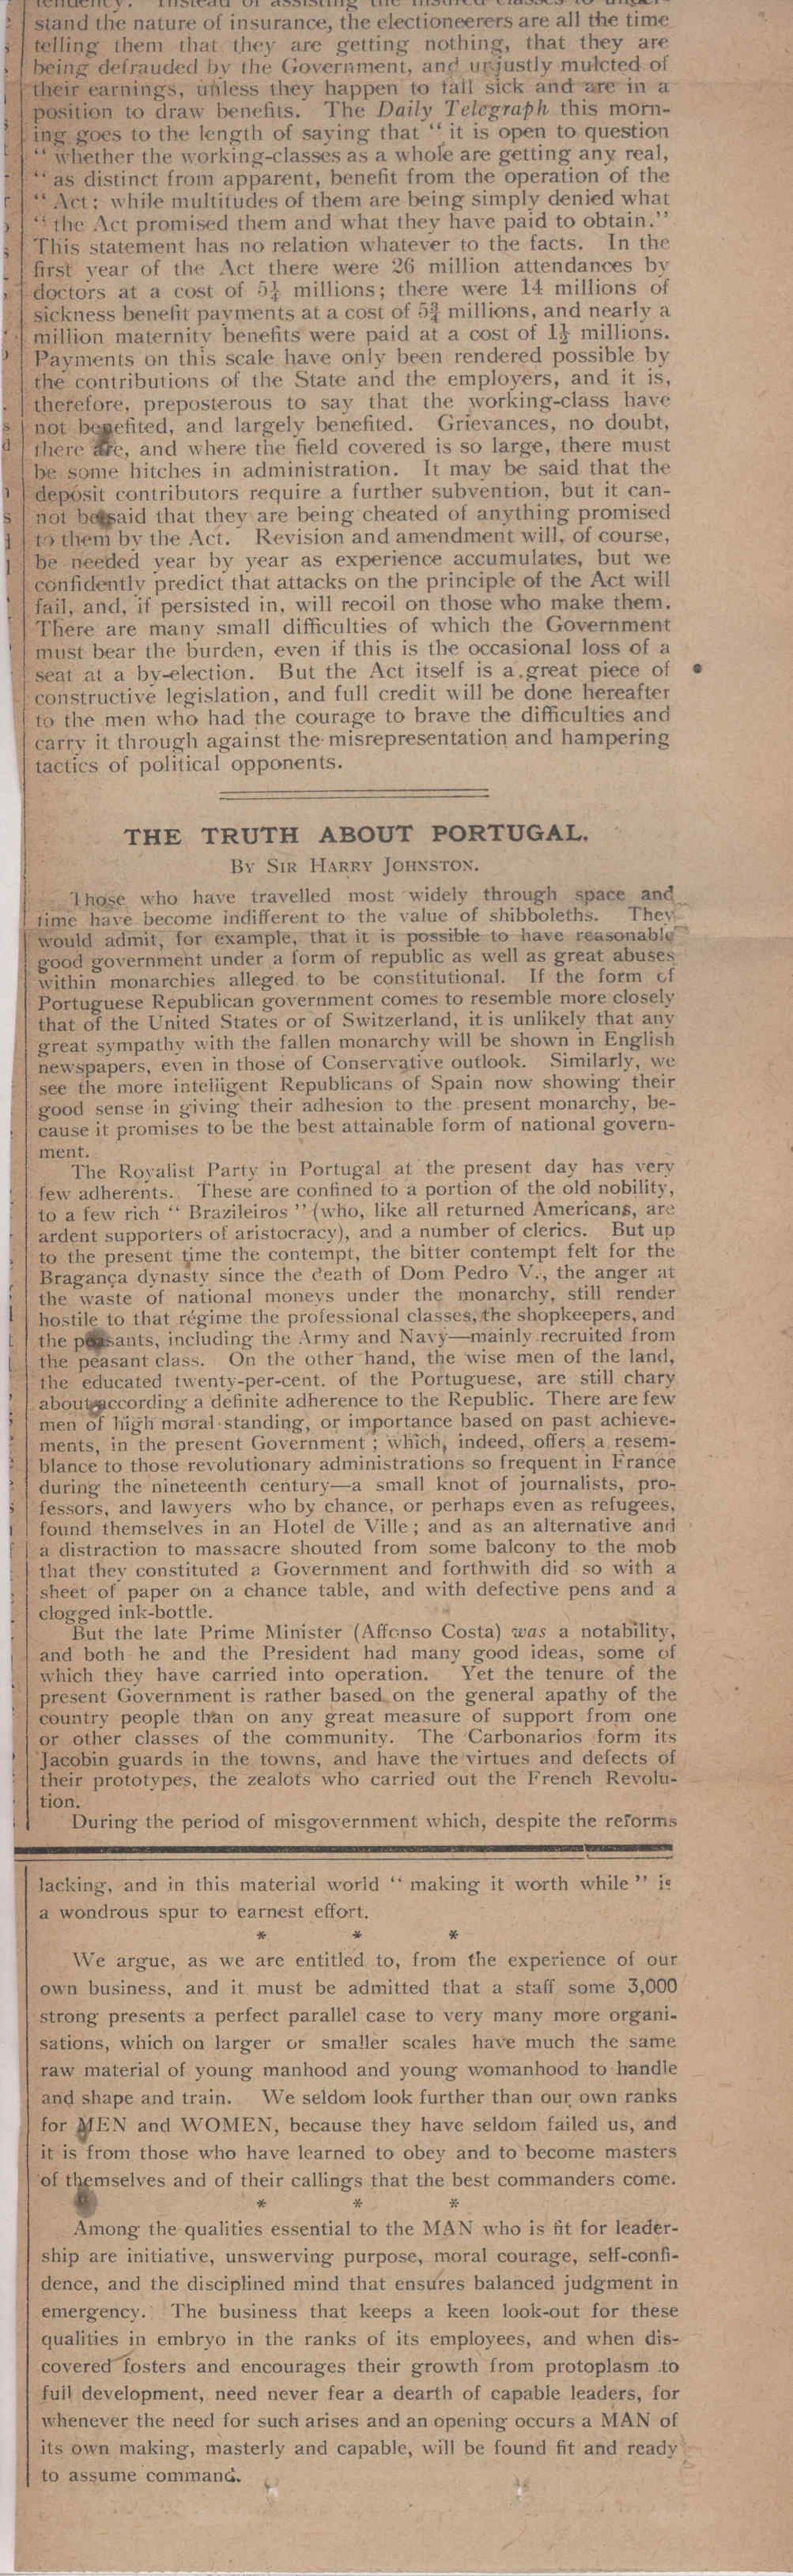 tendency. Instead of assisting the insured classes to under-
stand the nature of insurance, the electioneerers are all the time
telling them that they are getting nothing, that they are
being defrauded by the Government, and unjustly mulcted of
their earnings, unless they happen to fall sick and are in a
position to draw benefits. The Daily Telegraph this morn-
ing goes to the length of saying that “ it is open to question
“ whether the working-classes as a whole are getting any real,
“ as distinct from apparent, benefit from the operation of the
“ Act; while multitudes of them are being simply denied what
“ the Act promised them and what they have paid to obtain.”
This statement has no relation whatever to the facts. In the
first year of the Act there were 26 million attendances by
doctors at a cost of 5¼ millions; there were 14 millions of
sickness benefit payments at a cost of 5¾ millions, and nearly a
million maternity benefits were paid at a cost of 1½ millions.
Payments on this scale have only been rendered possible by
the contributions of the State and the employers, and it is,
therefore, preposterous to say that the working-class have
not benefited, and largely benefited. Grievances, no doubt,
there are, and where the field covered is so large, there must
be some hitches in administration. It may be said that the
deposit contributors require a further subvention, but it can-
not be said that they are being cheated of anything promised
to them by the Act. Revision and amendment will, of course,
be needed year by year as experience accumulates, but we
confidently predict that attacks on the principle of the Act will
fail, and, if persisted in, will recoil on those who make them.
There are many small difficulties of which the Government
must bear the burden, even if this is the occasional loss of a
seat at a by-election. But the Act itself is a great piece of
constructive legislation, and full credit will be done hereafter
to the men who had the courage to brave the difficulties and
carry it through against the misrepresentation and hampering
tactics of political opponents.
THE TRUTH ABOUT PORTUGAL.
BY SIR HARRY JOHNSTON.
Those who have travelled most widely through space and
time have become indifferent to the value of shibboleths. They
would admit, for example, that it is possible to have reasonable
good government under a form of republic as well as great abuses
within monarchies alleged to be constitutional. If the form of
Portuguese Republican government comes to resemble more closely
that of the United States or of Switzerland, it is unlikely that any
great sympathy with the fallen monarchy will be shown in English
newspapers, even in those of Conservative outlook. Similarly, we
see the more intelligent Republicans of Spain now showing their
good sense in giving their adhesion to the present monarchy, be-
cause it promises to be the best attainable form of national govern-
ment.
The Royalist Party in Portugal at the present day has very
few adherents. These are confined to a portion of the old nobility,
to a few rich “ Brazileiros ” (who, like all returned Americans, are
ardent supporters of aristocracy), and a number of clerics. But up
to the present time the contempt, the bitter contempt felt for the
Bragança dynasty since the death of Dom Pedro V., the anger at
the waste of national moneys under the monarchy, still render
hostile to that régime the professional classes, the shopkeepers, and
the peasants, including the Army and Navy—mainly recruited from
the peasant class. On the other hand, the wise men of the land,
the educated twenty-per-cent. of the Portuguese, are still chary
about according a definite adherence to the Republic. There are few
men of high moral standing, or importance based on past achieve-
ments, in the present Government ; which, indeed, offers a resem-
blance to those revolutionary administrations so frequent in France
during the nineteenth century—a small knot of journalists, pro-
fessors, and lawyers who by chance, or perhaps even as refugees,
found themselves in an Hotel de Ville ; and as an alternative and
a distraction to massacre shouted from some balcony to the mob
that they constituted a Government and forthwith did so with a
sheet of paper on a chance table, and with defective pens and a
clogged ink-bottle.
But the late Prime Minister (Affonso Costa) was a notability,
and both he and the President had many good ideas, some of
which they have carried into operation. Yet the tenure of the
present Government is rather based on the general apathy of the
country people than on any great measure of support from one
or other classes of the community. The Carbonarios form its
Jacobin guards in the towns, and have the virtues and defects of
their prototypes, the zealots who carried out the French Revolu-
tion.
During the period of misgovernment which, despite the reforms
lacking, and in this material world “ making it worth while ” is
a wondrous spur to earnest effort.
* * *
We argue, as we are entitled to, from the experience of our
own business, and it must be admitted that a staff some 3,000
strong presents a perfect parallel case to very many more organi-
sations, which on larger or smaller scales have much the same
raw material of young manhood and young womanhood to handle
and shape and train. We seldom look further than our own ranks
for MEN and WOMEN, because they have seldom failed us, and
it is from those who have learned to obey and to become masters
of themselves and of their callings that the best commanders come.
* * *
Among the qualities essential to the MAN who is fit for leader-
ship are initiative, unswerving purpose, moral courage, self-confi-
dence, and the disciplined mind that ensures balanced judgment in
emergency. The business that keeps a keen look-out for these
qualities in embryo in the ranks of its employees, and when dis-
covered fosters and encourages their growth from protoplasm to
full development, need never fear a dearth of capable leaders, for
whenever the need for such arises and an opening occurs a MAN of
its own making, masterly and capable, will be found fit and ready
to assume command.